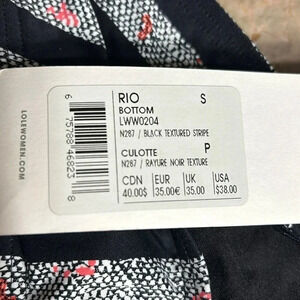 RIO S
BOTTOM
LWW0204
N287 / BLACK TEXTURED STRIPE
CULOTTE P
N287 / RAYURE NOIR TEXTURE
CDN EUR UK USA
40.00$ 35.00€ 35.00 $38.00
6 75788 46823 8
LOLEWOMEN.COM